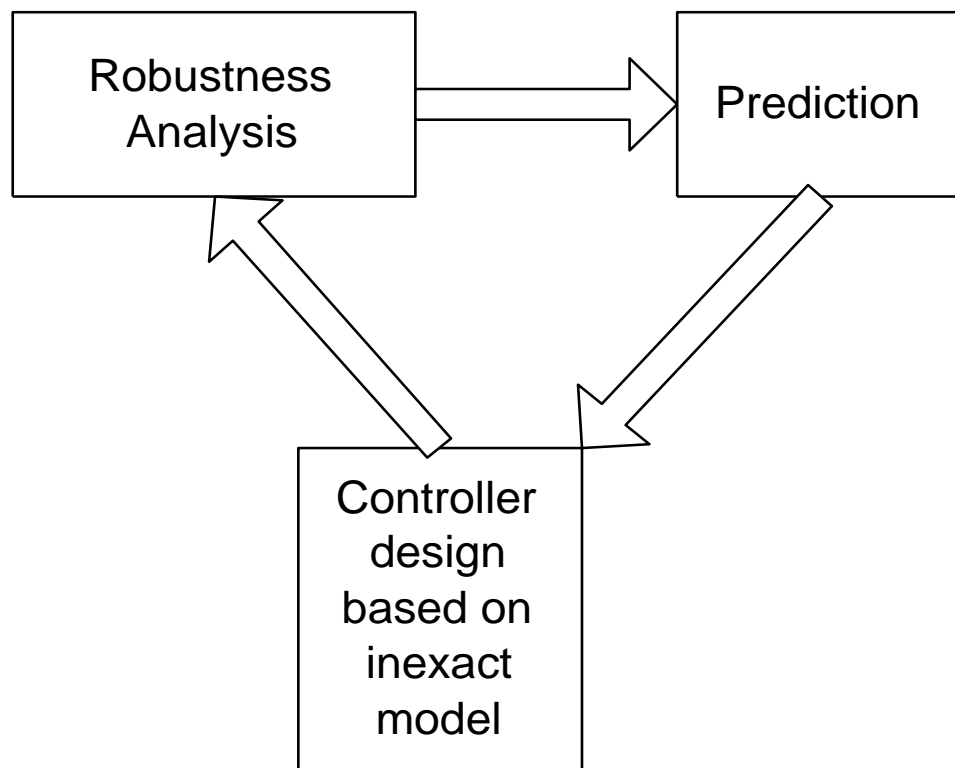 Robustness
Analysis
Prediction
Controller
design
based on
inexact
model